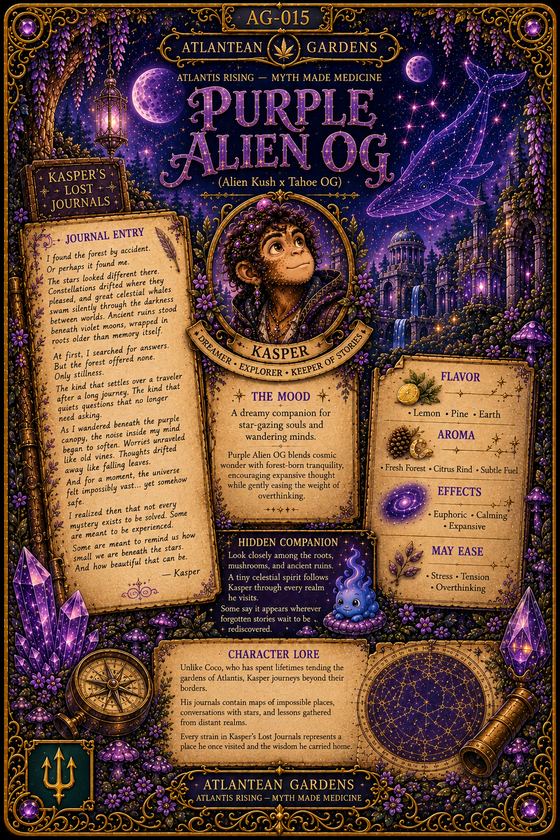 AG-015
ATLANTEAN GARDENS
ATLANTIS RISING — MYTH MADE MEDICINE
PURPLE
ALIEN OG
(Alien Kush x Tahoe OG)
KASPER'S
LOST
JOURNALS
JOURNAL ENTRY
I found the forest by accident.
Or perhaps it found me.
The stars looked different there.
Constellations drifted where they
pleased, and great celestial whales
swam silently through the darkness
between worlds. Ancient ruins stood
beneath violet moons, wrapped in
roots older than memory itself.
At first, I searched for answers.
But the forest offered none.
Only stillness.
The kind that settles over a traveler
after a long journey. The kind that
quiets questions that no longer
need asking.
As I wandered beneath the purple
canopy, the noise inside my mind
began to soften. Worries unraveled
like old vines. Thoughts drifted
away like falling leaves.
And for a moment, the universe
felt impossibly vast... yet somehow
safe.
I realized then that not every
mystery exists to be solved. Some
are meant to be experienced.
Some are meant to remind us how
small we are beneath the stars.
And how beautiful that can be.
— Kasper
KASPER
DREAMER • EXPLORER • KEEPER OF STORIES
THE MOOD
A dreamy companion for
star-gazing souls and
wandering minds.
Purple Alien OG blends cosmic
wonder with forest-born tranquility,
encouraging expansive thought
while gently easing the weight of
overthinking.
FLAVOR
• Lemon • Pine • Earth
AROMA
• Fresh Forest • Citrus Rind • Subtle Fuel
EFFECTS
• Euphoric • Calming
• Expansive
MAY EASE
• Stress • Tension
• Overthinking
HIDDEN COMPANION
Look closely among the roots,
mushrooms, and ancient ruins.
A tiny celestial spirit follows
Kasper through every realm
he visits.
Some say it appears wherever
forgotten stories wait to be
rediscovered.
CHARACTER LORE
Unlike Coco, who has spent lifetimes tending the
gardens of Atlantis, Kasper journeys beyond their
borders.
His journals contain maps of impossible places,
conversations with stars, and lessons gathered
from distant realms.
Every strain in Kasper's Lost Journals represents a
place he once visited and the wisdom he carried home.
ATLANTEAN GARDENS
ATLANTIS RISING — MYTH MADE MEDICINE